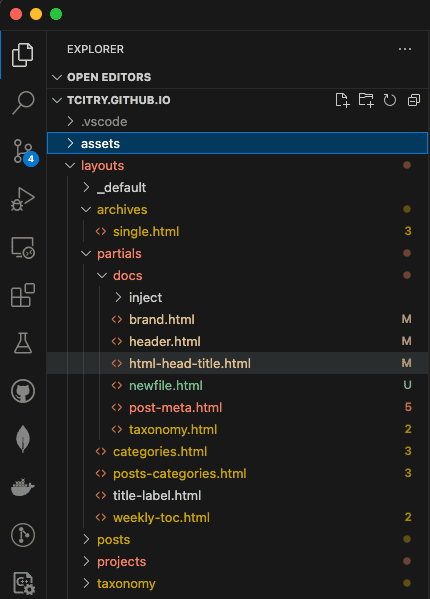 EXPLORER
OPEN EDITORS
TCITRY.GITHUB.IO
.vscode
assets
4
layouts
_default
archives
single.html 3
partials
docs
inject
brand.html M
header.html M
html-head-title.html M
newfile.html U
post-meta.html 5
taxonomy.html 2
categories.html 3
posts-categories.html 3
title-label.html
weekly-toc.html 2
posts
projects
taxonomy